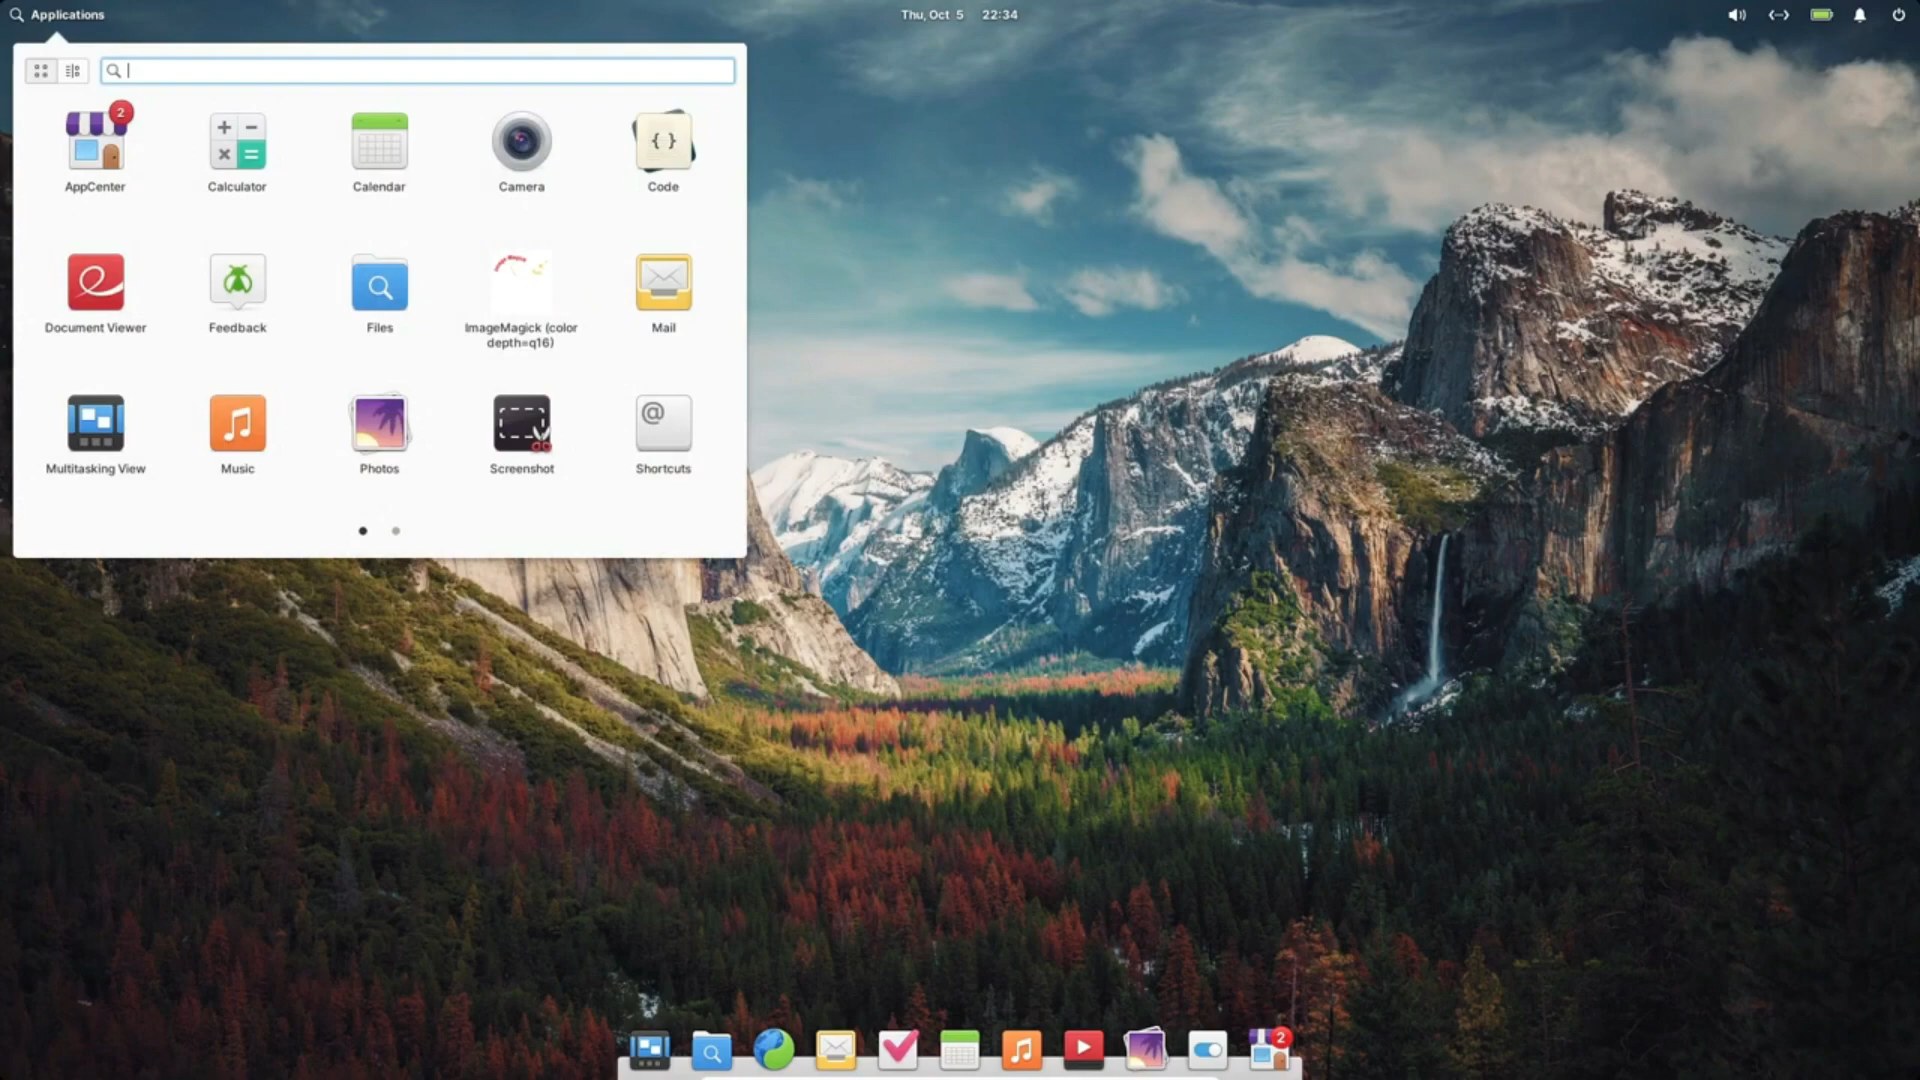 Applications
Thu, Oct 5 22:34
2
AppCenter
Calculator
Calendar
Camera
Code
Document Viewer
Feedback
Files
ImageMagick (color
depth=q16)
Mail
Multitasking View
Music
Photos
Screenshot
Shortcuts
2